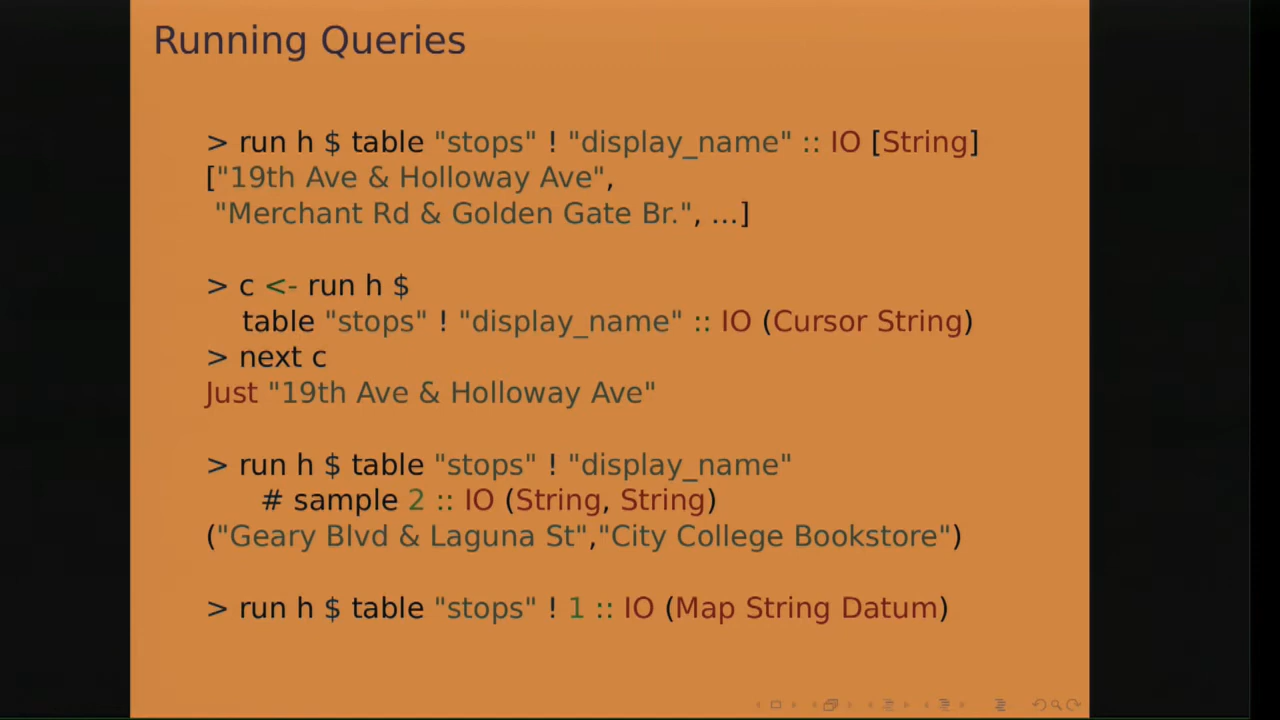 Running Queries
> run h $ table "stops" ! "display_name" :: IO [String]
["19th Ave & Holloway Ave",
"Merchant Rd & Golden Gate Br.", ...]
> c <- run h $
table "stops" ! "display_name" :: IO (Cursor String)
> next c
Just "19th Ave & Holloway Ave"
> run h $ table "stops" ! "display_name"
# sample 2 :: IO (String, String)
("Geary Blvd & Laguna St","City College Bookstore")
> run h $ table "stops" ! 1 :: IO (Map String Datum)